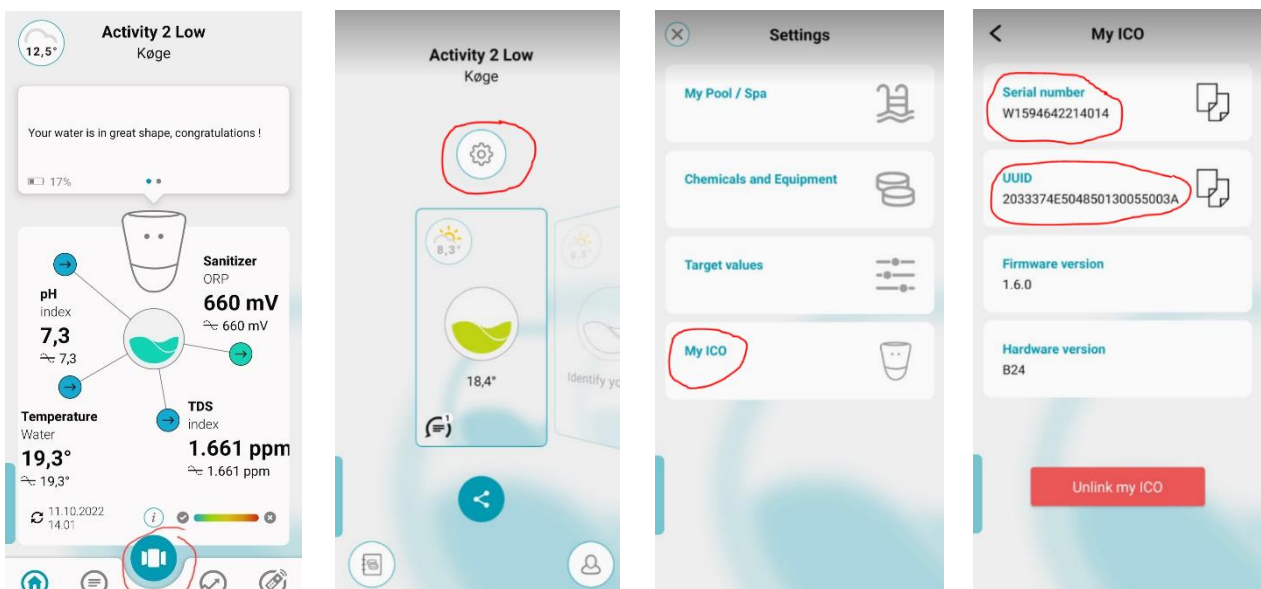 12,5°
Activity 2 Low
Køge
Your water is in great shape, congratulations !
17%
pH
index
7,3
7,3
Sanitizer
ORP
660 mV
660 mV
Temperature
Water
19,3°
19,3°
TDS
index
1.661 ppm
1.661 ppm
11.10.2022
14.01
i
Activity 2 Low
Køge
8,3°
18,4°
1
8,3°
Identify yo
Settings
My Pool / Spa
Chemicals and Equipment
Target values
My ICO
My ICO
Serial number
W1594642214014
UUID
2033374E504850130055003A
Firmware version
1.6.0
Hardware version
B24
Unlink my ICO